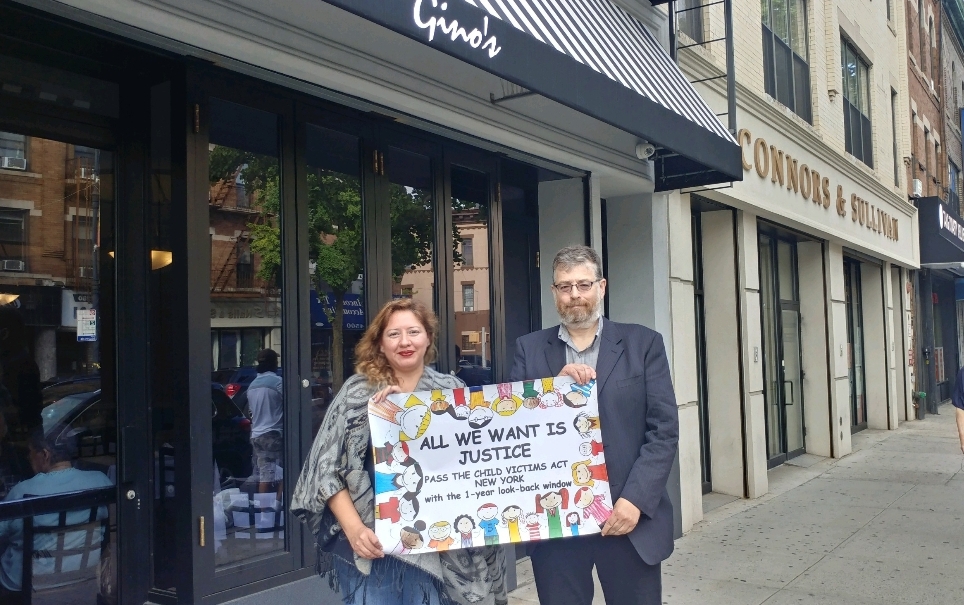 Gino's
CONNORS & SULLIVAN
ALL WE WANT IS
JUSTICE
PASS THE CHILD VICTIMS ACT
NEW YORK
with the 1-year look-back window